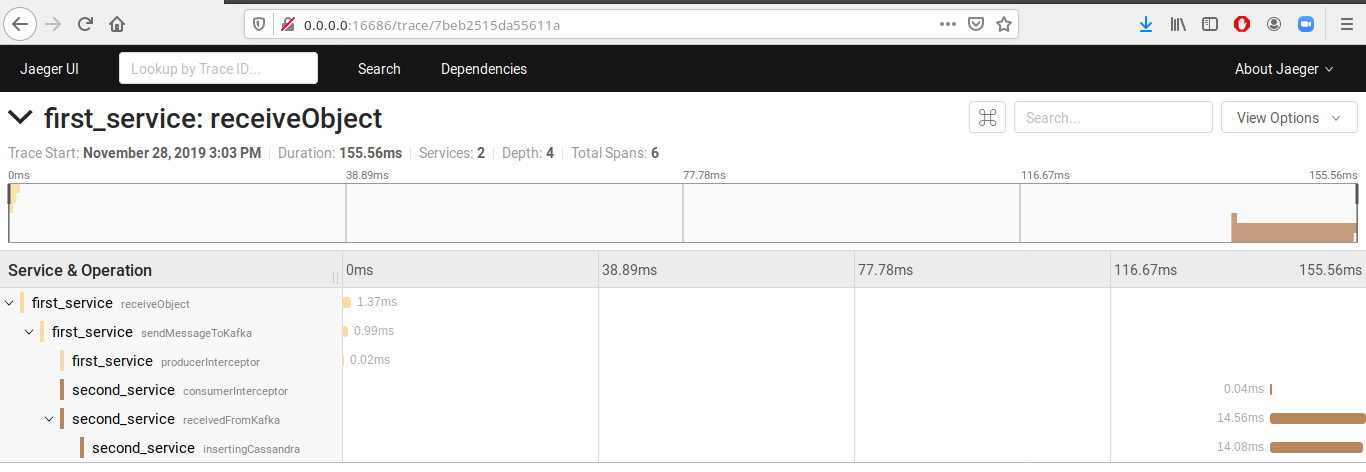 0.0.0.0:16686/trace/7beb2515da55611a
Jaeger UI Lookup by Trace ID... Search Dependencies About Jaeger
first_service: receiveObject Search... View Options
Trace Start: November 28, 2019 3:03 PM Duration: 155.56ms Services: 2 Depth: 4 Total Spans: 6
0ms 38.89ms 77.78ms 116.67ms 155.56ms
Service & Operation 0ms 38.89ms 77.78ms 116.67ms 155.56ms
first_service receiveObject 1.37ms
first_service sendMessageToKafka 0.99ms
first_service producerInterceptor 0.02ms
second_service consumerInterceptor 0.04ms
second_service receivedFromKafka 14.56ms
second_service insertingCassandra 14.08ms